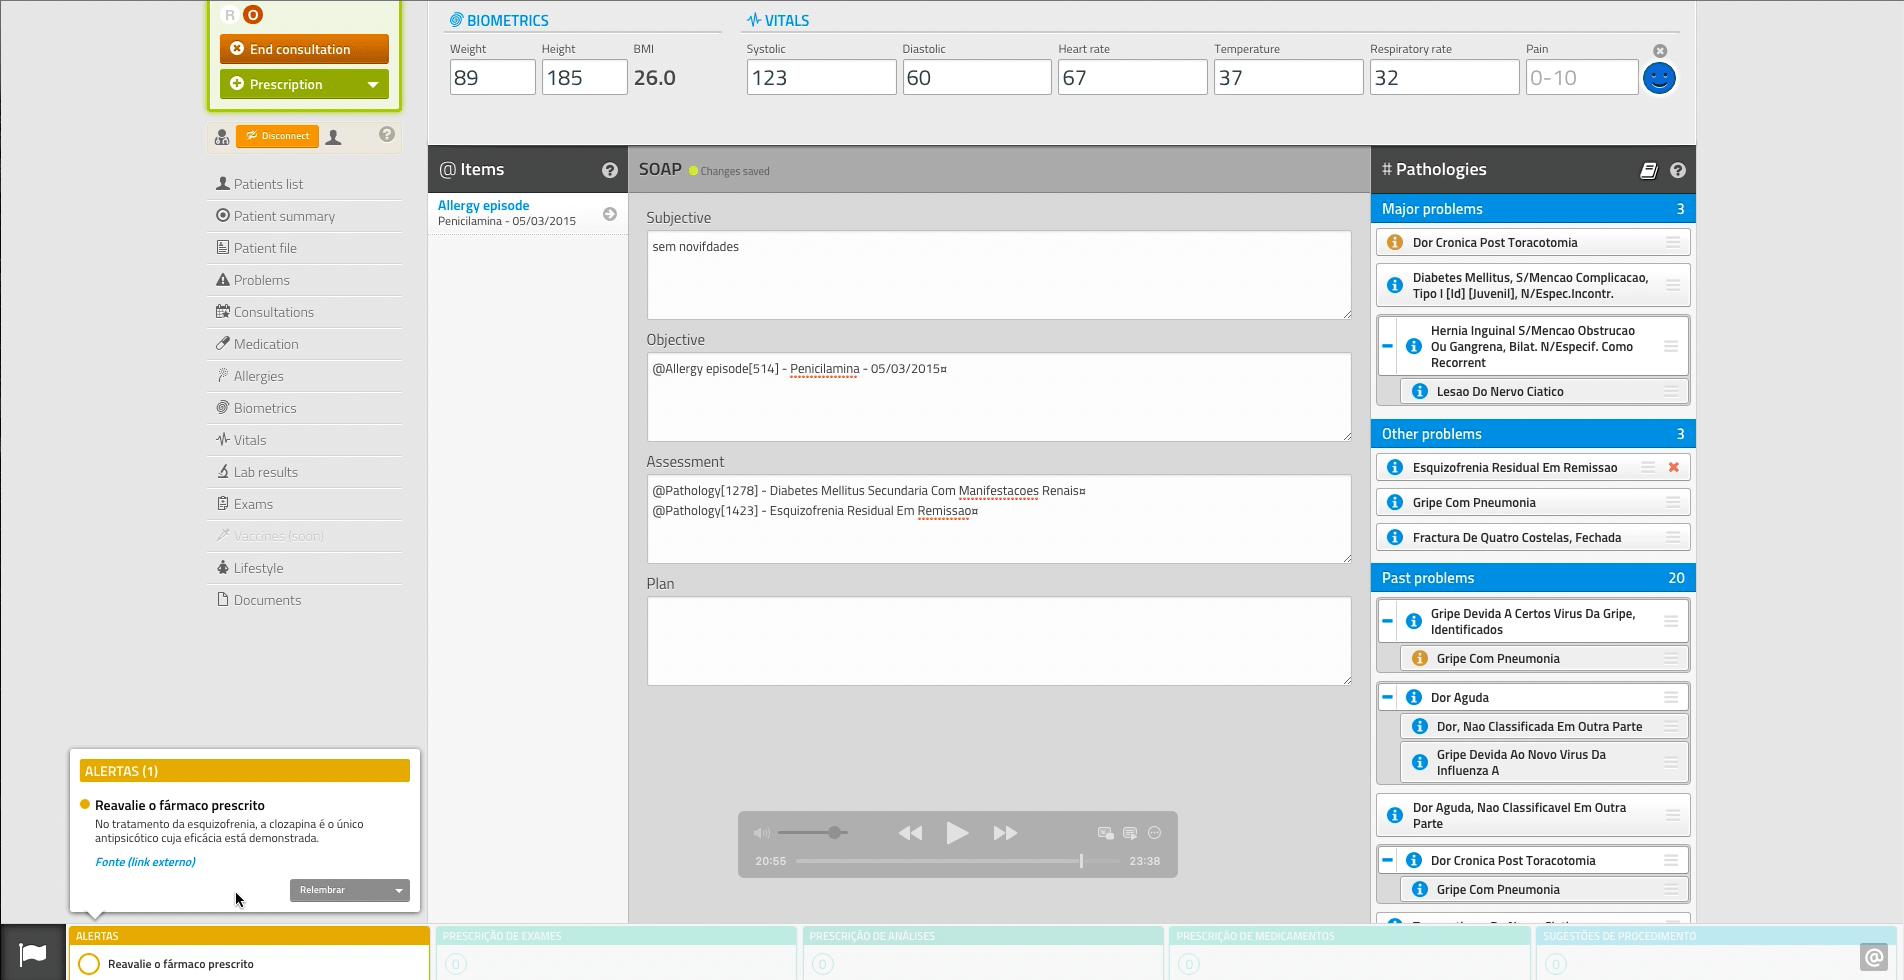 R O
End consultation
Prescription
Disconnect
Patients list
Patient summary
Patient file
Problems
Consultations
Medication
Allergies
Biometrics
Vitals
Lab results
Exams
Vaccines (soon)
Lifestyle
Documents
BIOMETRICS
Weight Height BMI
89 185 26.0
VITALS
Systolic Diastolic Heart rate Temperature Respiratory rate Pain
123 60 67 37 32 0-10
@ Items ?
Allergy episode
Penicilamina - 05/03/2015
SOAP Changes saved
Subjective
sem novifdades
Objective
@Allergy episode[514] - Penicilamina - 05/03/2015¤
Assessment
@Pathology[1278] - Diabetes Mellitus Secundaria Com Manifestacoes Renais¤
@Pathology[1423] - Esquizofrenia Residual Em Remissao¤
Plan
20:55 23:38
# Pathologies ?
Major problems 3
Dor Cronica Post Toracotomia
Diabetes Mellitus, S/Mencao Complicacao,
Tipo I [Id] [Juvenil], N/Espec.Incontr.
Hernia Inguinal S/Mencao Obstrucao
Ou Gangrena, Bilat. N/Especif. Como
Recorrent
Lesao Do Nervo Ciatico
Other problems 3
Esquizofrenia Residual Em Remissao
Gripe Com Pneumonia
Fractura De Quatro Costelas, Fechada
Past problems 20
Gripe Devida A Certos Virus Da Gripe,
Identificados
Gripe Com Pneumonia
Dor Aguda
Dor, Nao Classificada Em Outra Parte
Gripe Devida Ao Novo Virus Da
Influenza A
Dor Aguda, Nao Classificavel Em Outra
Parte
Dor Cronica Post Toracotomia
Gripe Com Pneumonia
ALERTAS (1)
Reavalie o fármaco prescrito
No tratamento da esquizofrenia, a clozapina é o único
antipsicótico cuja eficácia está demonstrada.
Fonte (link externo)
Relembrar
ALERTAS
Reavalie o fármaco prescrito
PRESCRIÇÃO DE EXAMES
0
PRESCRIÇÃO DE ANÁLISES
0
PRESCRIÇÃO DE MEDICAMENTOS
0
SUGESTÕES DE PROCEDIMENTO
0
@